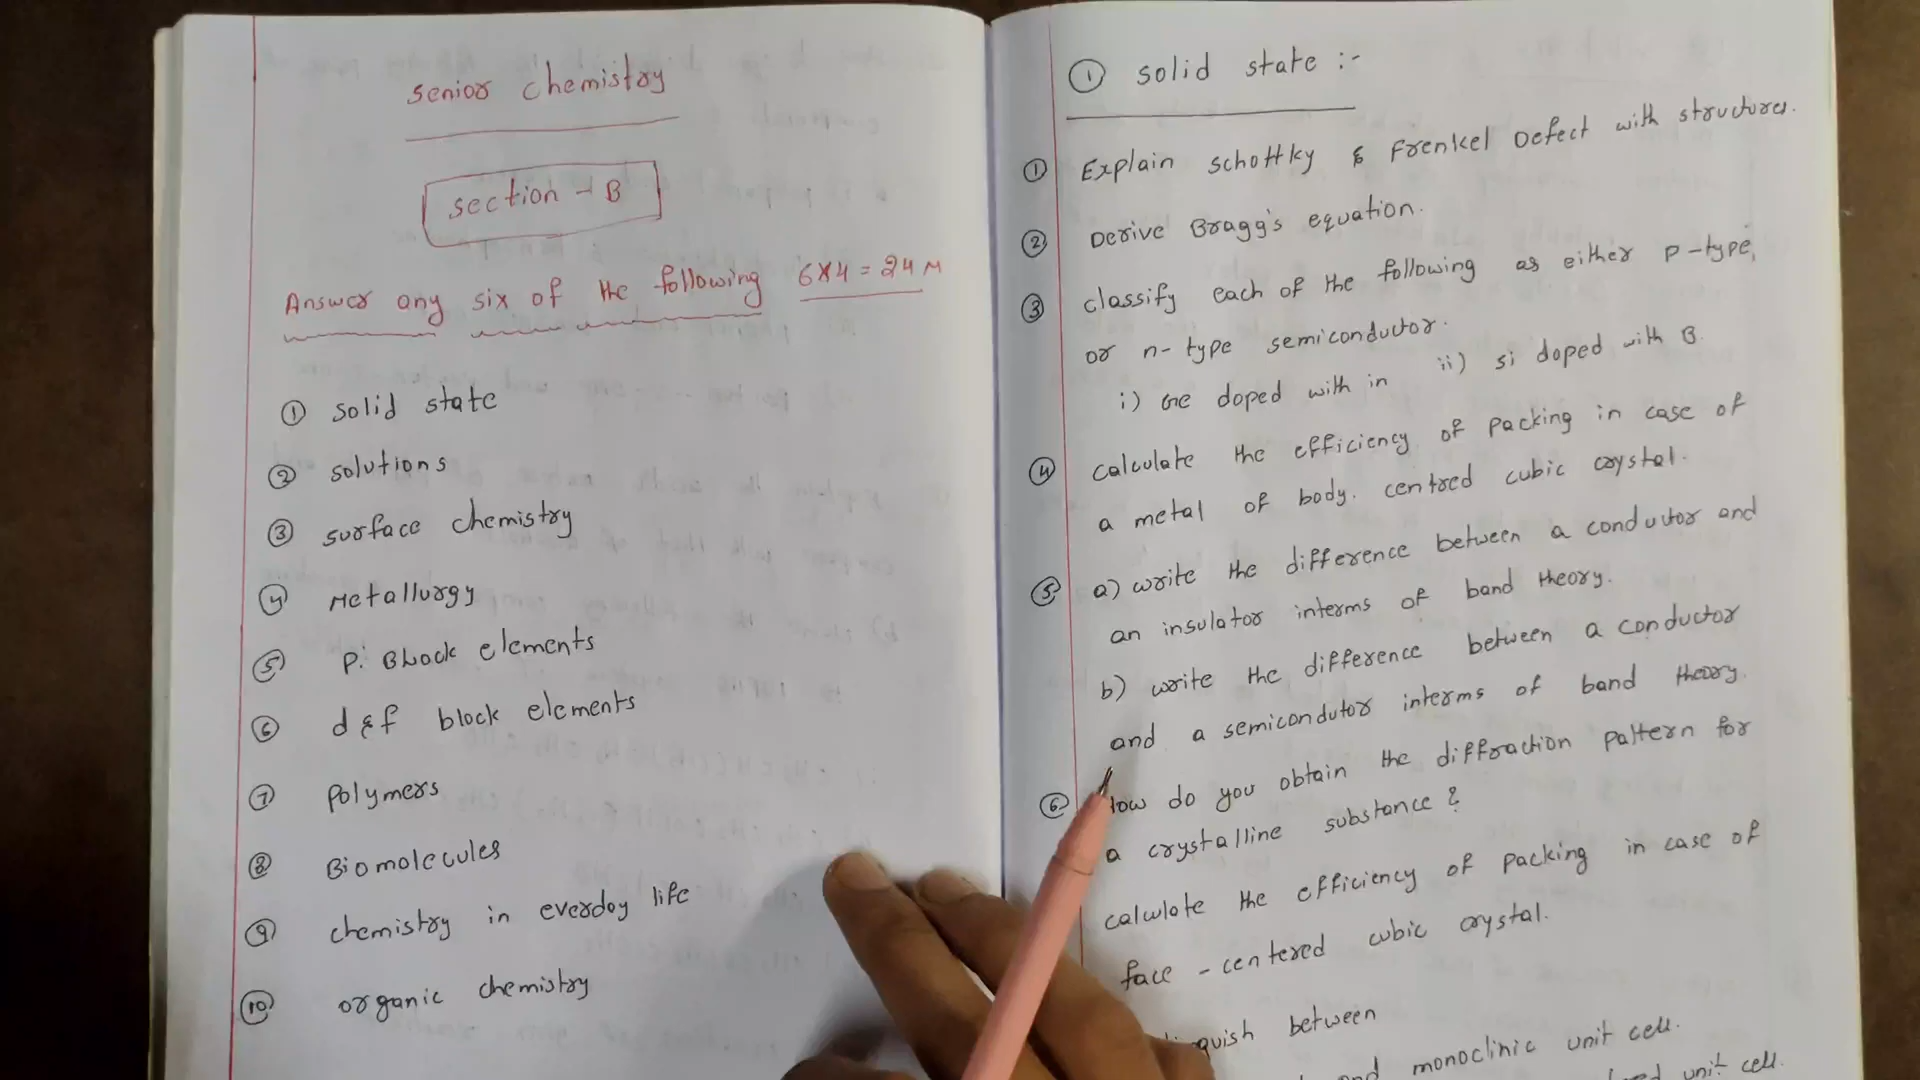 Senior chemistry
section - B
Answer any six of the following 6x4 = 24 M
① solid state
② solutions
③ surface chemistry
④ Metallurgy
⑤ P. Block elements
⑥ d & f block elements
⑦ polymers
⑧ Biomolecules
⑨ chemistry in everday life
⑩ organic chemistry
① solid state :-
① Explain schottky & Frenkel Defect with structures.
② Derive Bragg's equation.
③ classify each of the following as either p-type,
or n-type semiconductor.
i) Ge doped with in ii) si doped with B.
④ calculate the efficiency of packing in case of
a metal of body. centred cubic crystal.
⑤ a) write the difference between a conductor and
an insulator interms of band theory.
b) write the difference between a conductor
and a semicondutor interms of band theory.
⑥ How do you obtain the diffraction pattern for
a crystalline substance?
calculate the efficiency of packing in case of
face - centered cubic crystal.
between
monoclinic unit cell.
unit cell.